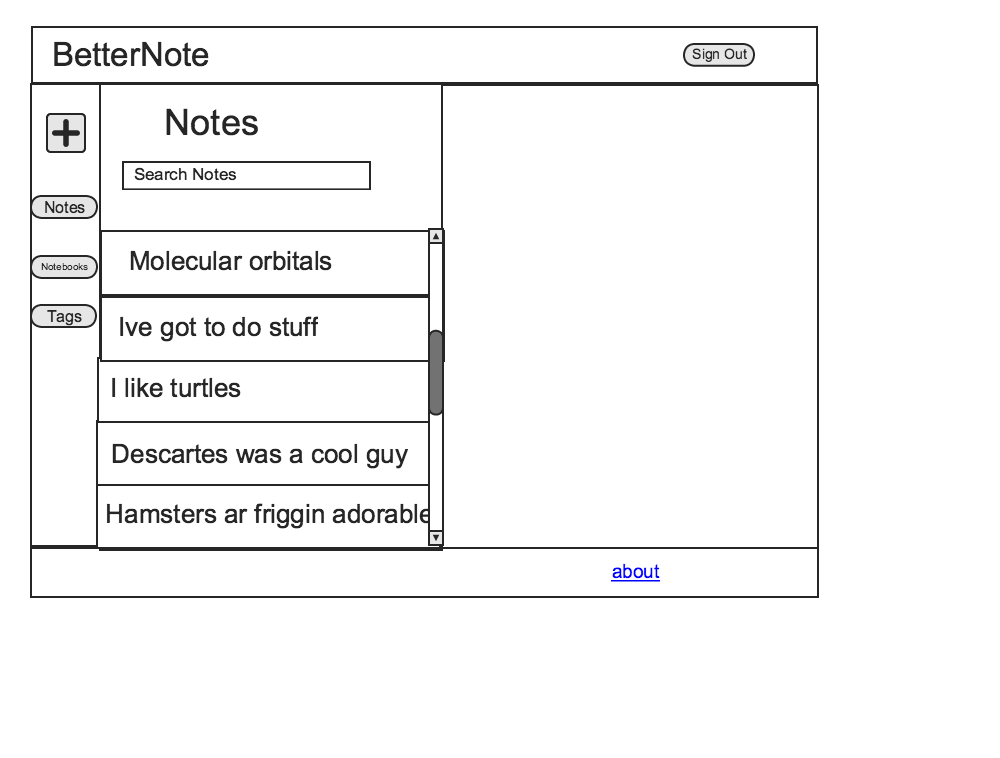 BetterNote
Sign Out
Notes
Search Notes
Notes
Notebooks
Tags
Molecular orbitals
Ive got to do stuff
I like turtles
Descartes was a cool guy
Hamsters ar friggin adorable
about